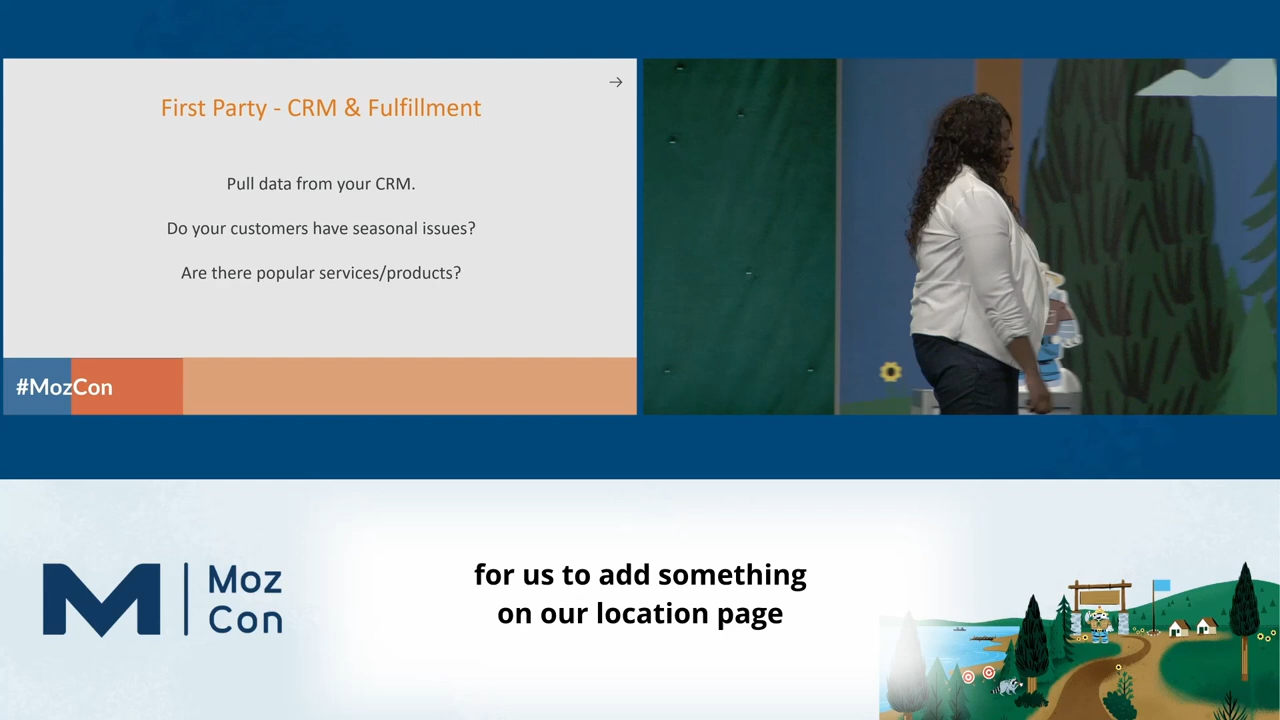 →
First Party - CRM & Fulfillment
Pull data from your CRM.
Do your customers have seasonal issues?
Are there popular services/products?
#MozCon
M | Moz
Con
for us to add something
on our location page